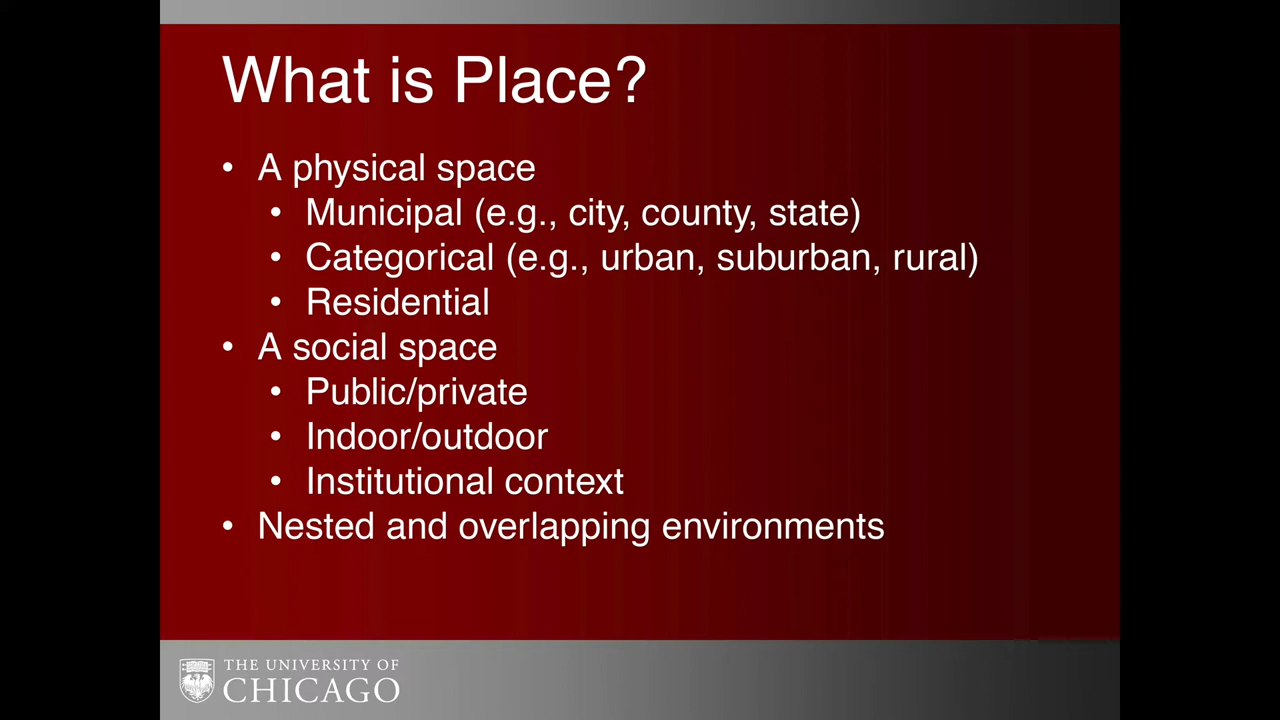 What is Place?
• A physical space
• Municipal (e.g., city, county, state)
• Categorical (e.g., urban, suburban, rural)
• Residential
• A social space
• Public/private
• Indoor/outdoor
• Institutional context
• Nested and overlapping environments
THE UNIVERSITY OF
CHICAGO